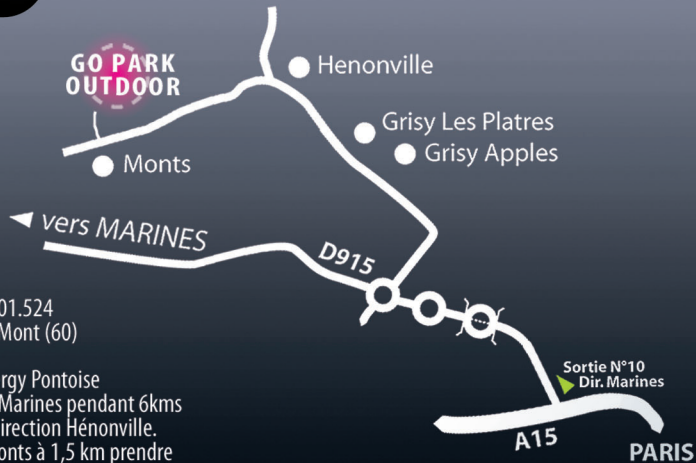 GO PARK
OUTDOOR
Henonville
Grisy Les Platres
Grisy Apples
Monts
vers MARINES
D915
01.524
Mont (60)
rgy Pontoise
Marines pendant 6kms
irection Hénonville.
onts à 1,5 km prendre
Sortie N°10
Dir. Marines
A15
PARIS